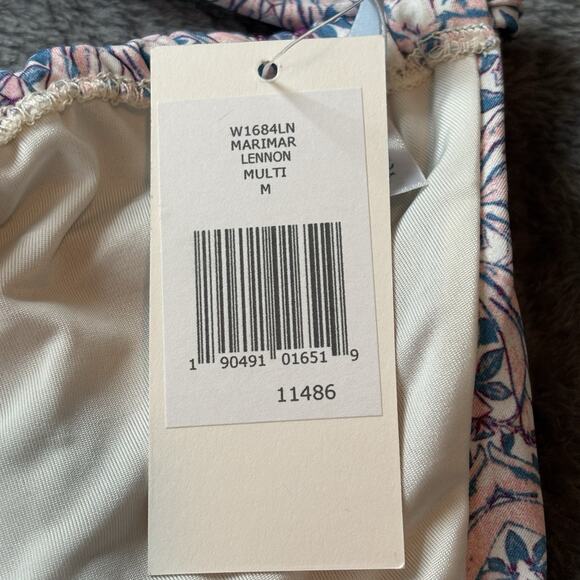 W1684LN
MARIMAR
LENNON
MULTI
M
1 90491 01651 9
11486